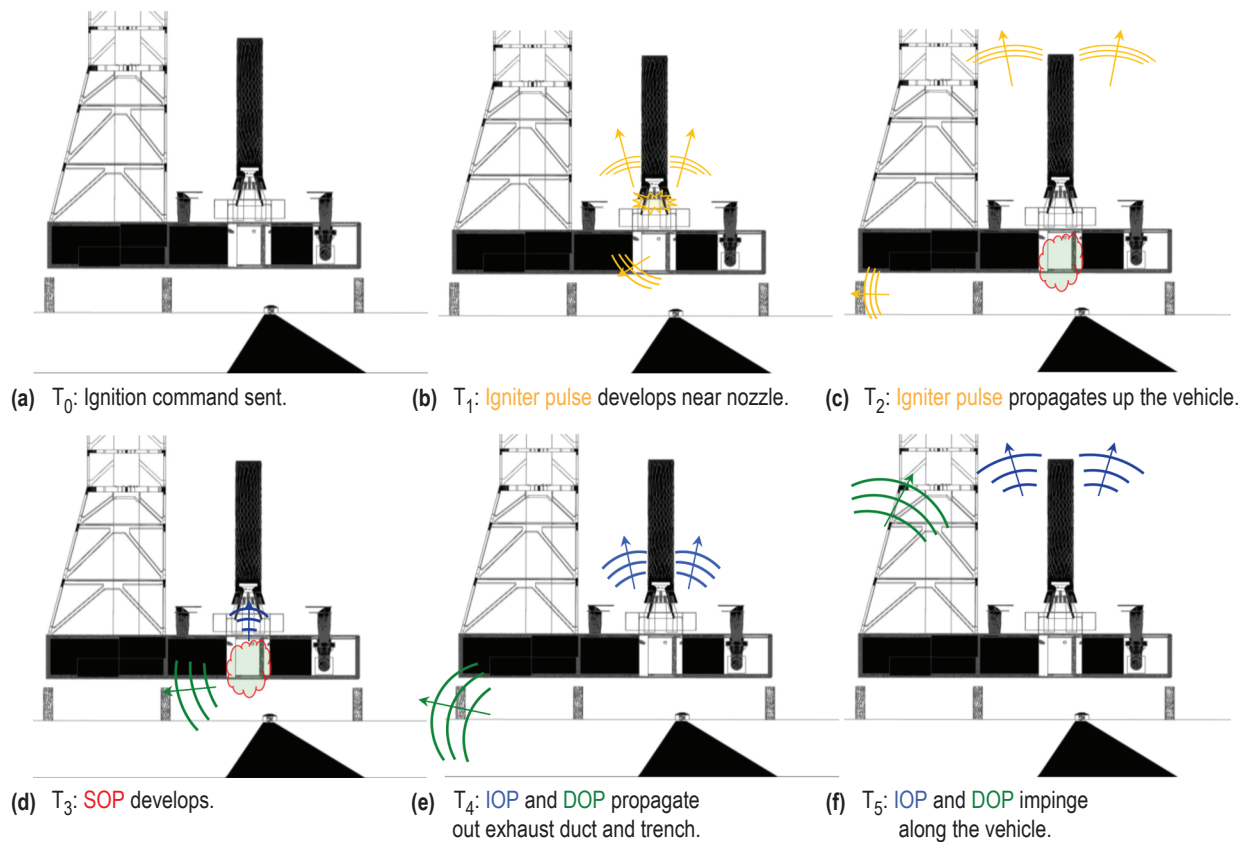 (a) T0: Ignition command sent.
(b) T1: Igniter pulse develops near nozzle.
(c) T2: Igniter pulse propagates up the vehicle.
(d) T3: SOP develops.
(e) T4: IOP and DOP propagate
out exhaust duct and trench.
(f) T5: IOP and DOP impinge
along the vehicle.